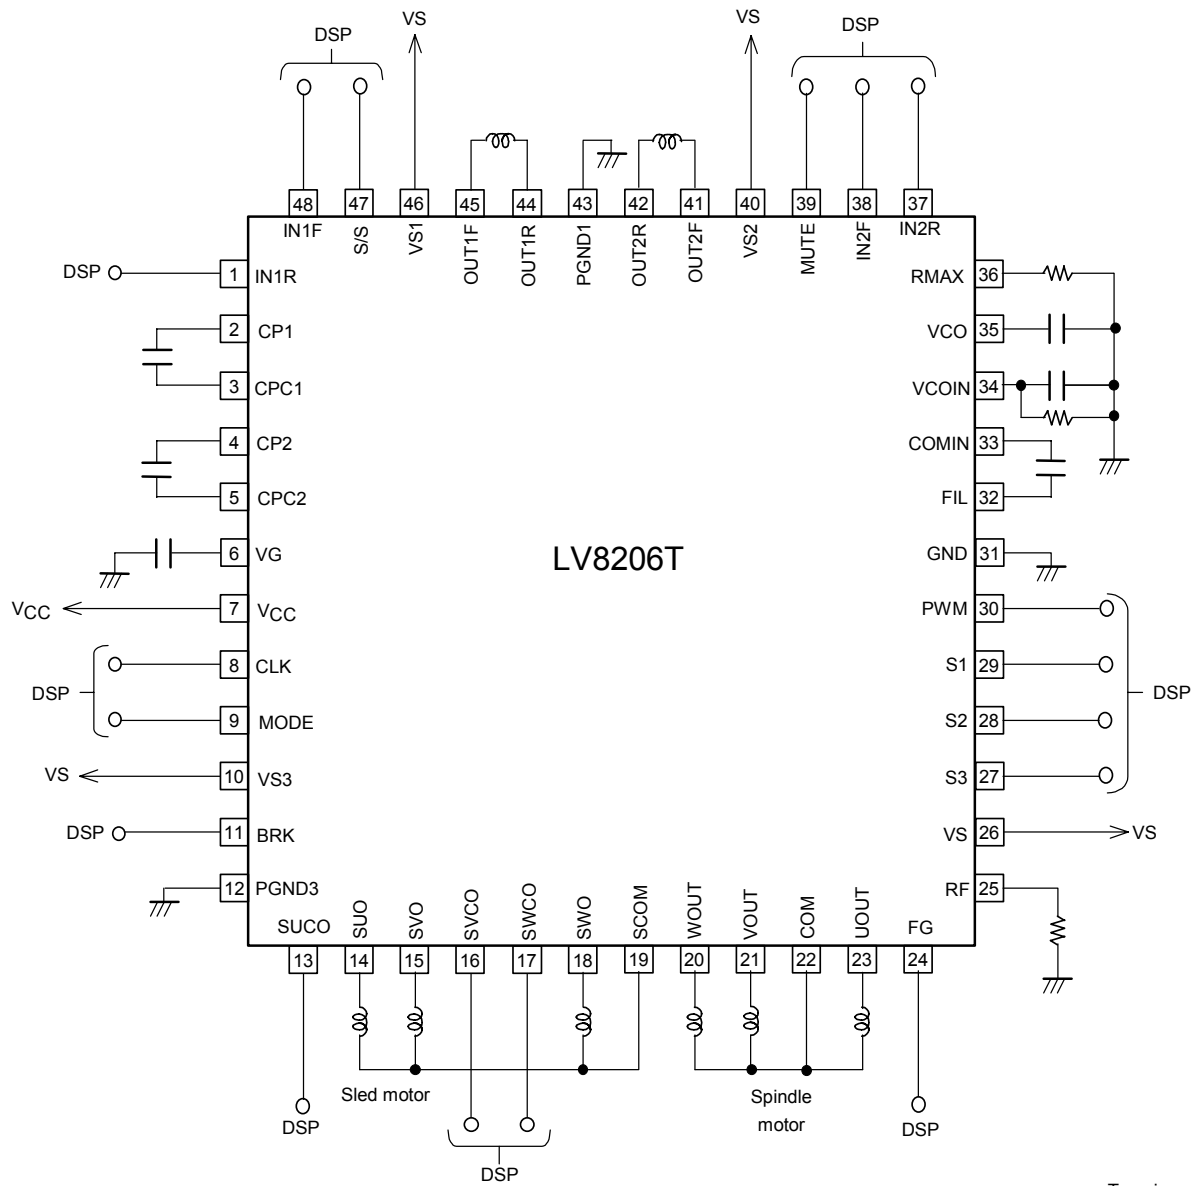 VS
VS
DSP
DSP
48 47 46 45 44 43 42 41 40 39 38 37
IN1F S/S VS1 OUT1F OUT1R PGND1 OUT2R OUT2F VS2 MUTE IN2F IN2R
DSP 1 IN1R
RMAX 36
2 CP1
VCO 35
3 CPC1
VCOIN 34
4 CP2
COMIN 33
5 CPC2
FIL 32
6 VG
LV8206T
GND 31
VCC 7 VCC
PWM 30
8 CLK
S1 29
DSP
DSP
9 MODE
S2 28
VS 10 VS3
S3 27
DSP 11 BRK
VS 26 VS
12 PGND3
RF 25
SUCO SUO SVO SVCO SWCO SWO SCOM WOUT VOUT COM UOUT FG
13 14 15 16 17 18 19 20 21 22 23 24
Sled motor
Spindle
motor
DSP
DSP
DSP